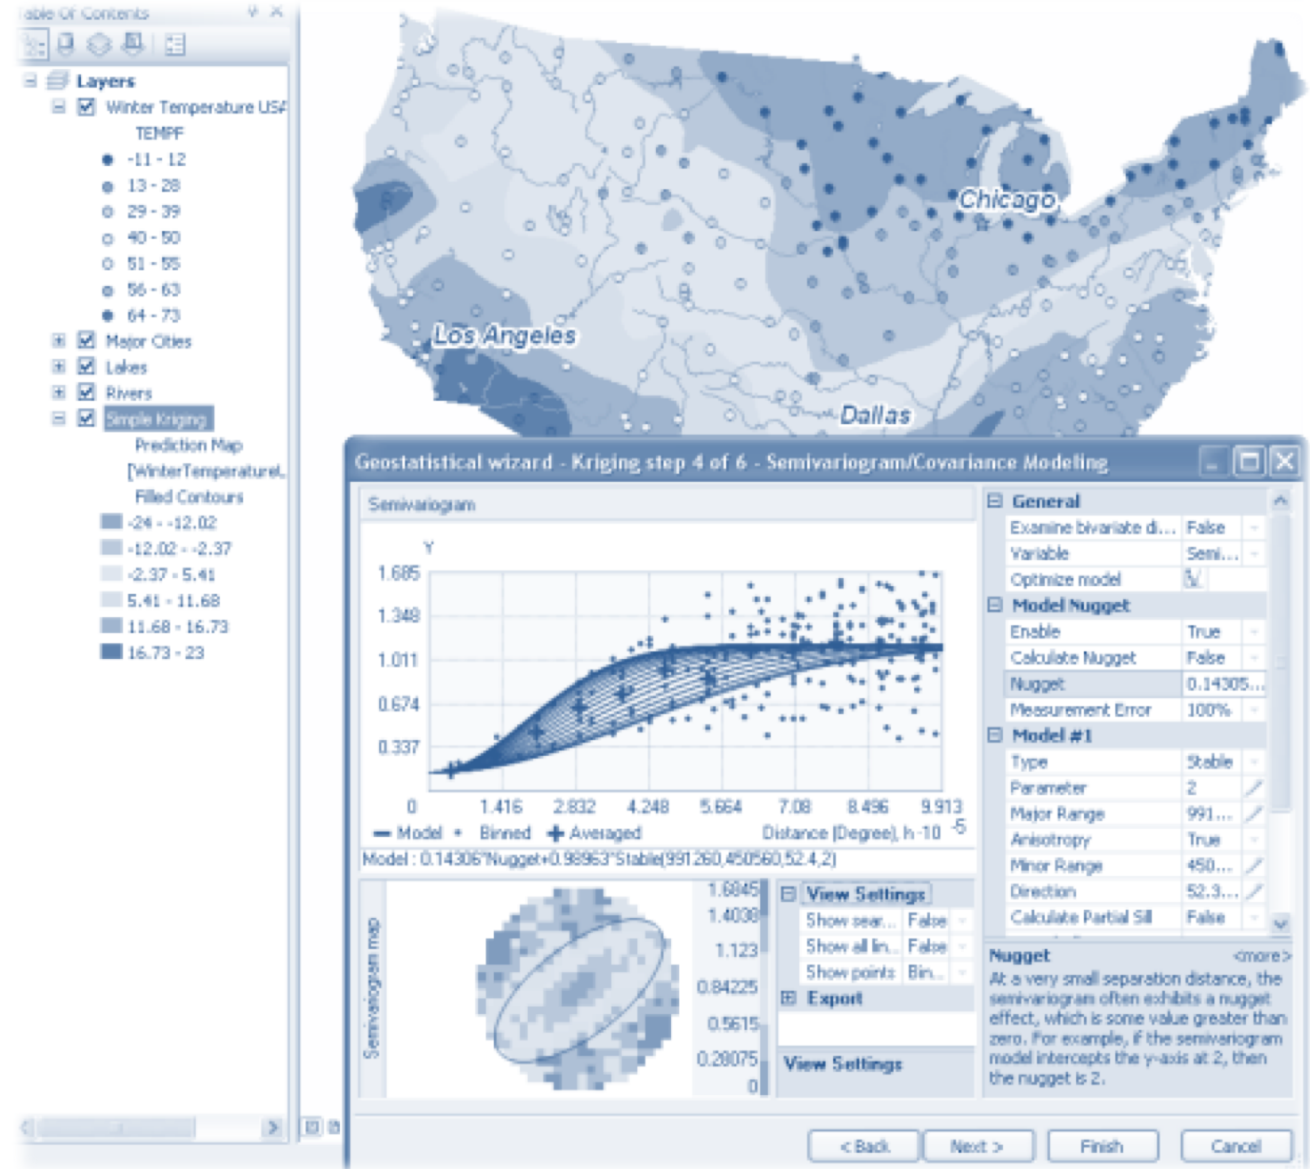 able Of Contents
Layers
Winter Temperature USA
TEMPF
-11 - 12
13 - 28
29 - 39
40 - 50
51 - 55
56 - 63
64 - 73
Major Cities
Lakes
Rivers
Simple Kriging
Prediction Map
[WinterTemperatureU
Filled Contours
-24 - -12.02
-12.02 - -2.37
-2.37 - 5.41
5.41 - 11.68
11.68 - 16.73
16.73 - 23
Chicago
Los Angeles
Dallas
Geostatistical wizard - Kriging step 4 of 6 - Semivariogram/Covariance Modeling
Semivariogram
Y
1.685
1.348
1.011
0.674
0.337
0 1.416 2.832 4.248 5.664 7.08 8.496 9.913
Model Binned Averaged Distance (Degree), h ·10 -5
Model : 0.14306*Nugget+0.98963*Stable(991260,450560,52.4,2)
Semivariogram map
1.6845
1.4038
1.123
0.84225
0.5615
0.28075
0
View Settings
Show sear... False
Show all lin... False
Show points Bin...
Export
View Settings
General
Examine bivariate di... False
Variable Semi...
Optimize model
Model Nugget
Enable True
Calculate Nugget False
Nugget 0.14305...
Measurement Error 100%
Model #1
Type Stable
Parameter 2
Major Range 991...
Anisotropy True
Minor Range 450...
Direction 52.3...
Calculate Partial Sill False
Nugget <more>
At a very small separation distance, the
semivariogram often exhibits a nugget
effect, which is some value greater than
zero. For example, if the semivariogram
model intercepts the y-axis at 2, then
the nugget is 2.
< Back Next > Finish Cancel